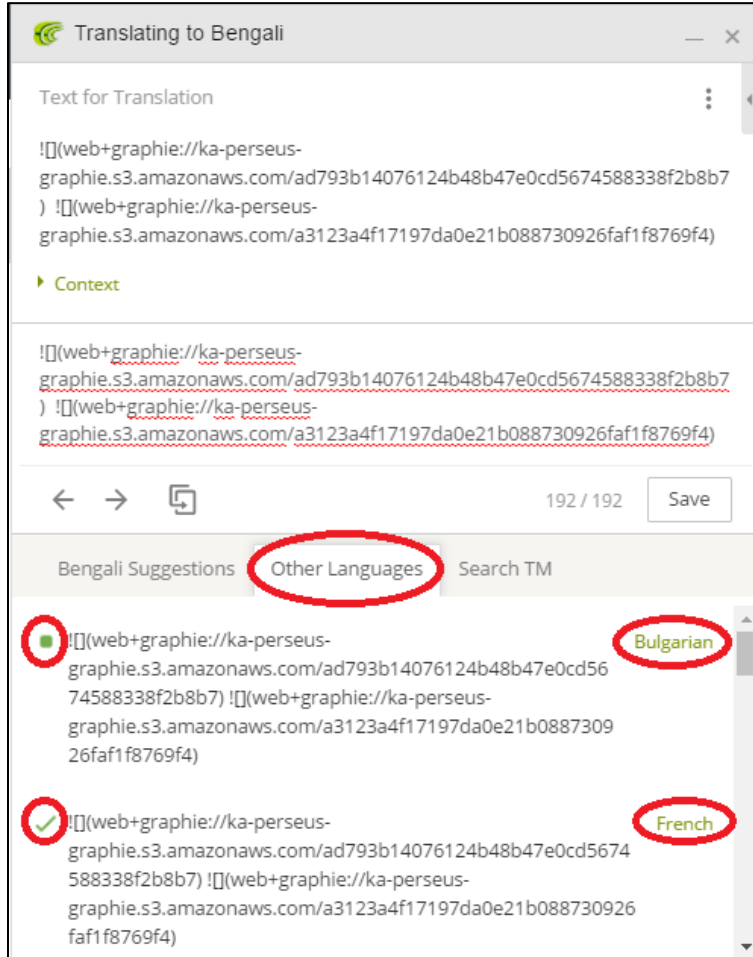 Translating to Bengali
Text for Translation
![](web+graphie://ka-perseus-
graphie.s3.amazonaws.com/ad793b14076124b48b47e0cd5674588338f2b8b7
) ![](web+graphie://ka-perseus-
graphie.s3.amazonaws.com/a3123a4f17197da0e21b088730926faf1f8769f4)
Context
![](web+graphie://ka-perseus-
graphie.s3.amazonaws.com/ad793b14076124b48b47e0cd5674588338f2b8b7
) ![](web+graphie://ka-perseus-
graphie.s3.amazonaws.com/a3123a4f17197da0e21b088730926faf1f8769f4)
192 / 192 Save
Bengali Suggestions Other Languages Search TM
![](web+graphie://ka-perseus- Bulgarian
graphie.s3.amazonaws.com/ad793b14076124b48b47e0cd56
74588338f2b8b7) ![](web+graphie://ka-perseus-
graphie.s3.amazonaws.com/a3123a4f17197da0e21b0887309
26faf1f8769f4)
![](web+graphie://ka-perseus- French
graphie.s3.amazonaws.com/ad793b14076124b48b47e0cd5674
588338f2b8b7) ![](web+graphie://ka-perseus-
graphie.s3.amazonaws.com/a3123a4f17197da0e21b088730926
faf1f8769f4)